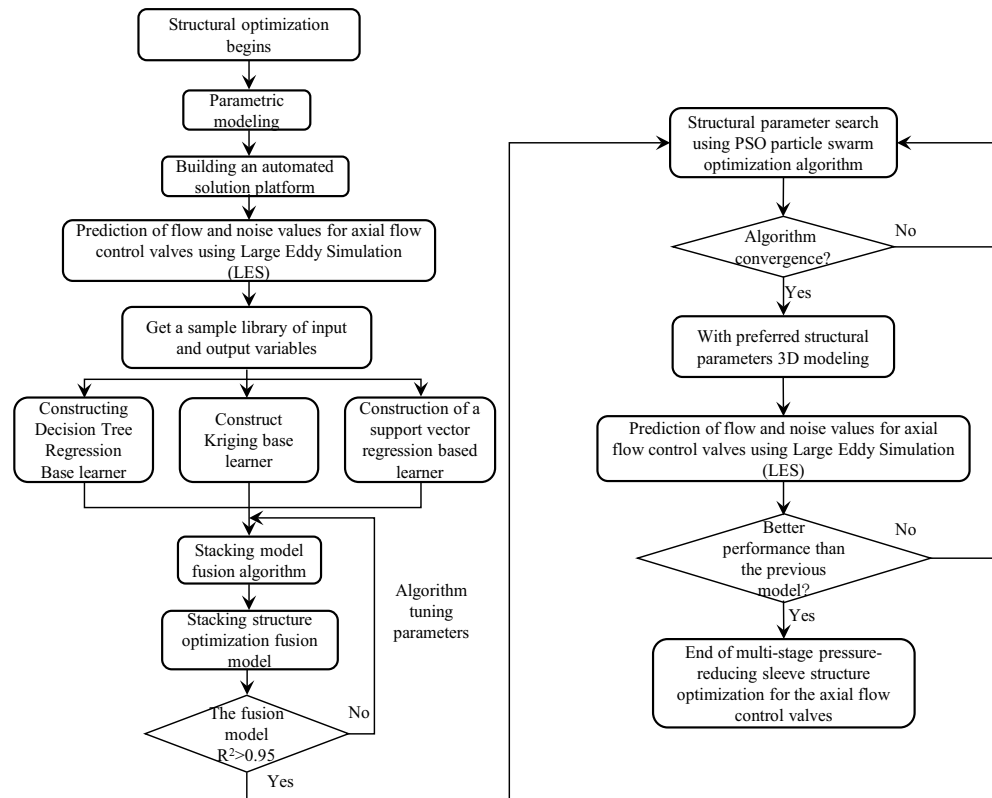 Structural optimization
begins
Parametric
modeling
Building an automated
solution platform
Prediction of flow and noise values for axial flow
control valves using Large Eddy Simulation
(LES)
Get a sample library of input
and output variables
Constructing
Decision Tree
Regression
Base learner
Construct
Kriging base
learner
Construction of a
support vector
regression based
learner
Stacking model
fusion algorithm
Algorithm
tuning
parameters
Stacking structure
optimization fusion
model
The fusion
model
R²>0.95
No
Yes
Structural parameter search
using PSO particle swarm
optimization algorithm
Algorithm
convergence?
No
Yes
With preferred structural
parameters 3D modeling
Prediction of flow and noise values for axial
flow control valves using Large Eddy Simulation
(LES)
Better
performance than
the previous
model?
No
Yes
End of multi-stage pressure-
reducing sleeve structure
optimization for the axial flow
control valves